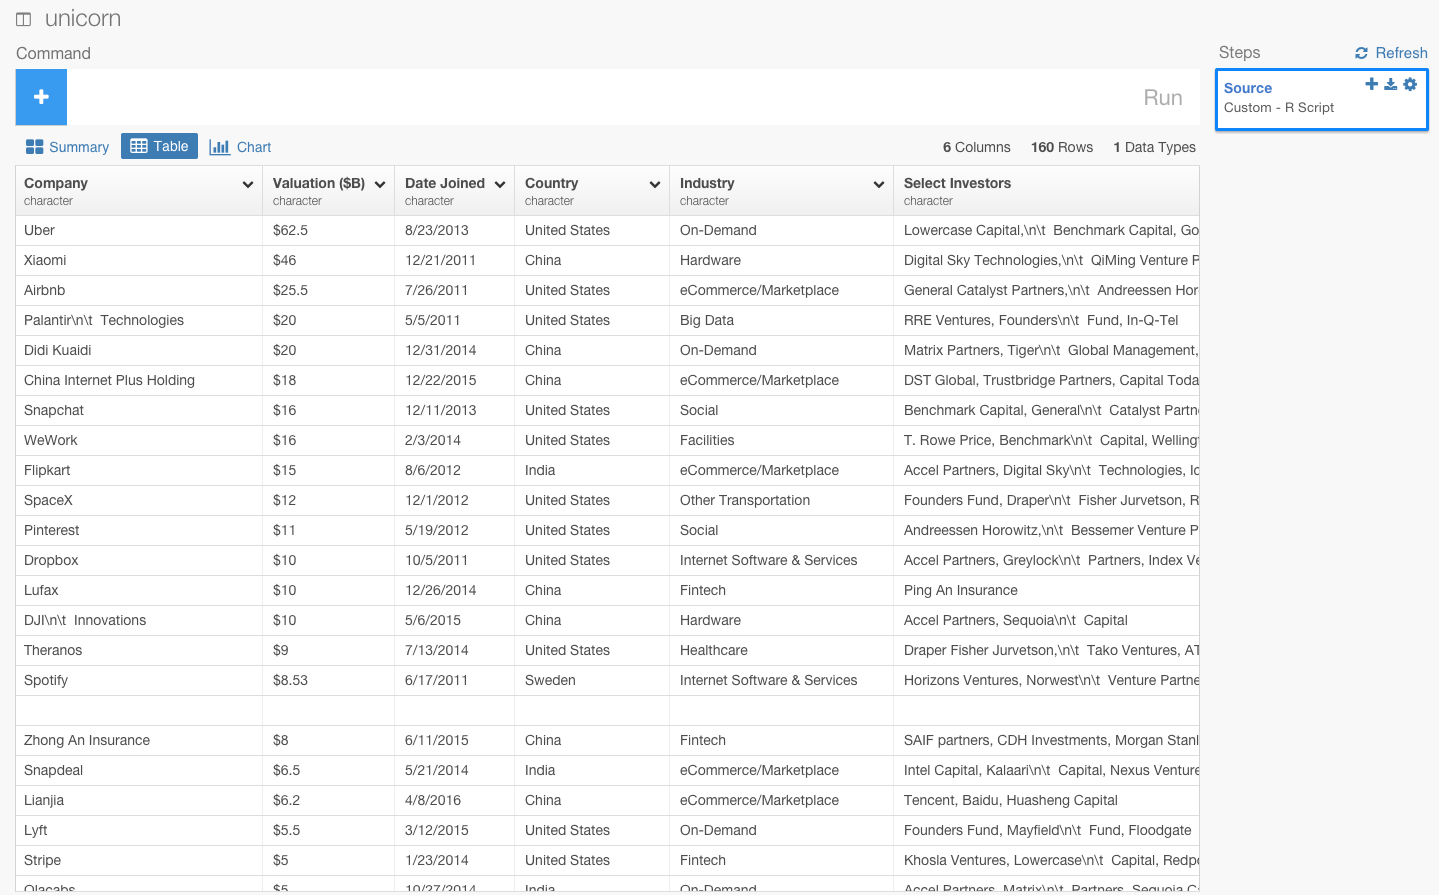 unicorn
Command
Steps Refresh
+ Run
Source
Custom - R Script
Summary Table Chart 6 Columns 160 Rows 1 Data Types
Company Valuation ($B) Date Joined Country Industry Select Investors
character character character character character character
Uber $62.5 8/23/2013 United States On-Demand Lowercase Capital,\n\t Benchmark Capital, Go
Xiaomi $46 12/21/2011 China Hardware Digital Sky Technologies,\n\t QiMing Venture P
Airbnb $25.5 7/26/2011 United States eCommerce/Marketplace General Catalyst Partners,\n\t Andreessen Hor
Palantir\n\t Technologies $20 5/5/2011 United States Big Data RRE Ventures, Founders\n\t Fund, In-Q-Tel
Didi Kuaidi $20 12/31/2014 China On-Demand Matrix Partners, Tiger\n\t Global Management,
China Internet Plus Holding $18 12/22/2015 China eCommerce/Marketplace DST Global, Trustbridge Partners, Capital Toda
Snapchat $16 12/11/2013 United States Social Benchmark Capital, General\n\t Catalyst Partn
WeWork $16 2/3/2014 United States Facilities T. Rowe Price, Benchmark\n\t Capital, Welling
Flipkart $15 8/6/2012 India eCommerce/Marketplace Accel Partners, Digital Sky\n\t Technologies,
SpaceX $12 12/1/2012 United States Other Transportation Founders Fund, Draper\n\t Fisher Jurvetson, R
Pinterest $11 5/19/2012 United States Social Andreessen Horowitz,\n\t Bessemer Venture P
Dropbox $10 10/5/2011 United States Internet Software & Services Accel Partners, Greylock\n\t Partners, Index Ve
Lufax $10 12/26/2014 China Fintech Ping An Insurance
DJI\n\t Innovations $10 5/6/2015 China Hardware Accel Partners, Sequoia\n\t Capital
Theranos $9 7/13/2014 United States Healthcare Draper Fisher Jurvetson,\n\t Tako Ventures, AT
Spotify $8.53 6/17/2011 Sweden Internet Software & Services Horizons Ventures, Norwest\n\t Venture Partne
Zhong An Insurance $8 6/11/2015 China Fintech SAIF partners, CDH Investments, Morgan Stanl
Snapdeal $6.5 5/21/2014 India eCommerce/Marketplace Intel Capital, Kalaari\n\t Capital, Nexus Venture
Lianjia $6.2 4/8/2016 China eCommerce/Marketplace Tencent, Baidu, Huasheng Capital
Lyft $5.5 3/12/2015 United States On-Demand Founders Fund, Mayfield\n\t Fund, Floodgate
Stripe $5 1/23/2014 United States Fintech Khosla Ventures, Lowercase\n\t Capital, Redpo
Olacabs $5 10/27/2014 India On-Demand Accel Partners, Matrix\n\t Partners, Sequoia